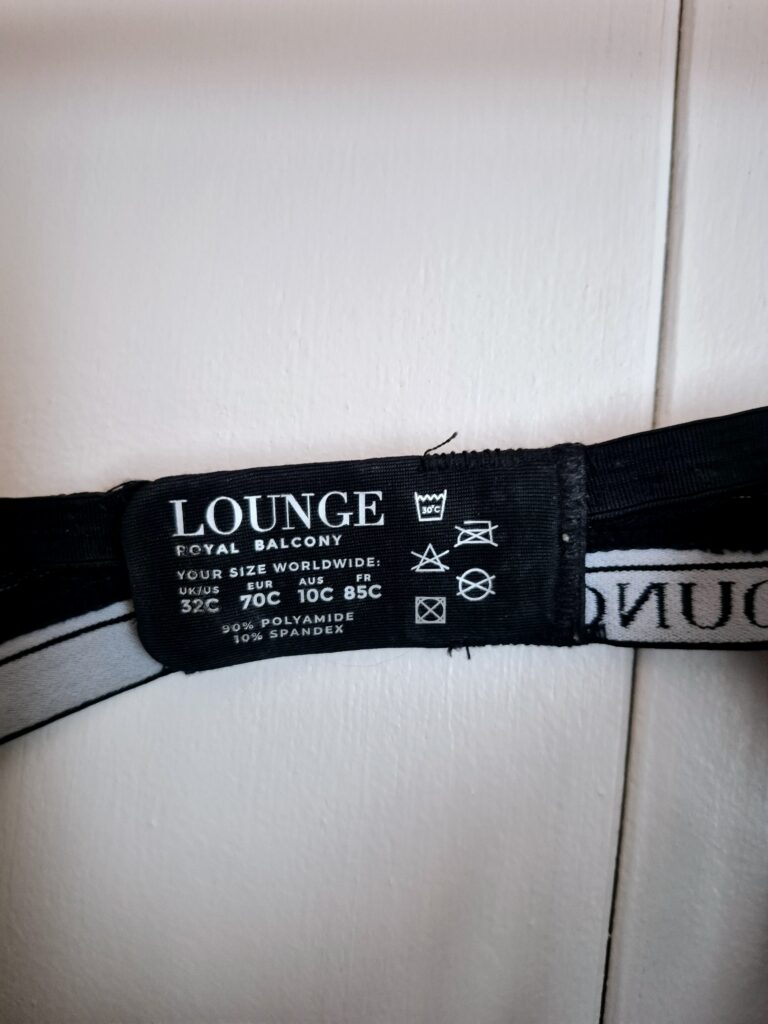 LOUNGE
ROYAL BALCONY
YOUR SIZE WORLDWIDE:
UK/US EUR AUS FR
32C 70C 10C 85C
90% POLYAMIDE
10% SPANDEX
30°C
OUNG